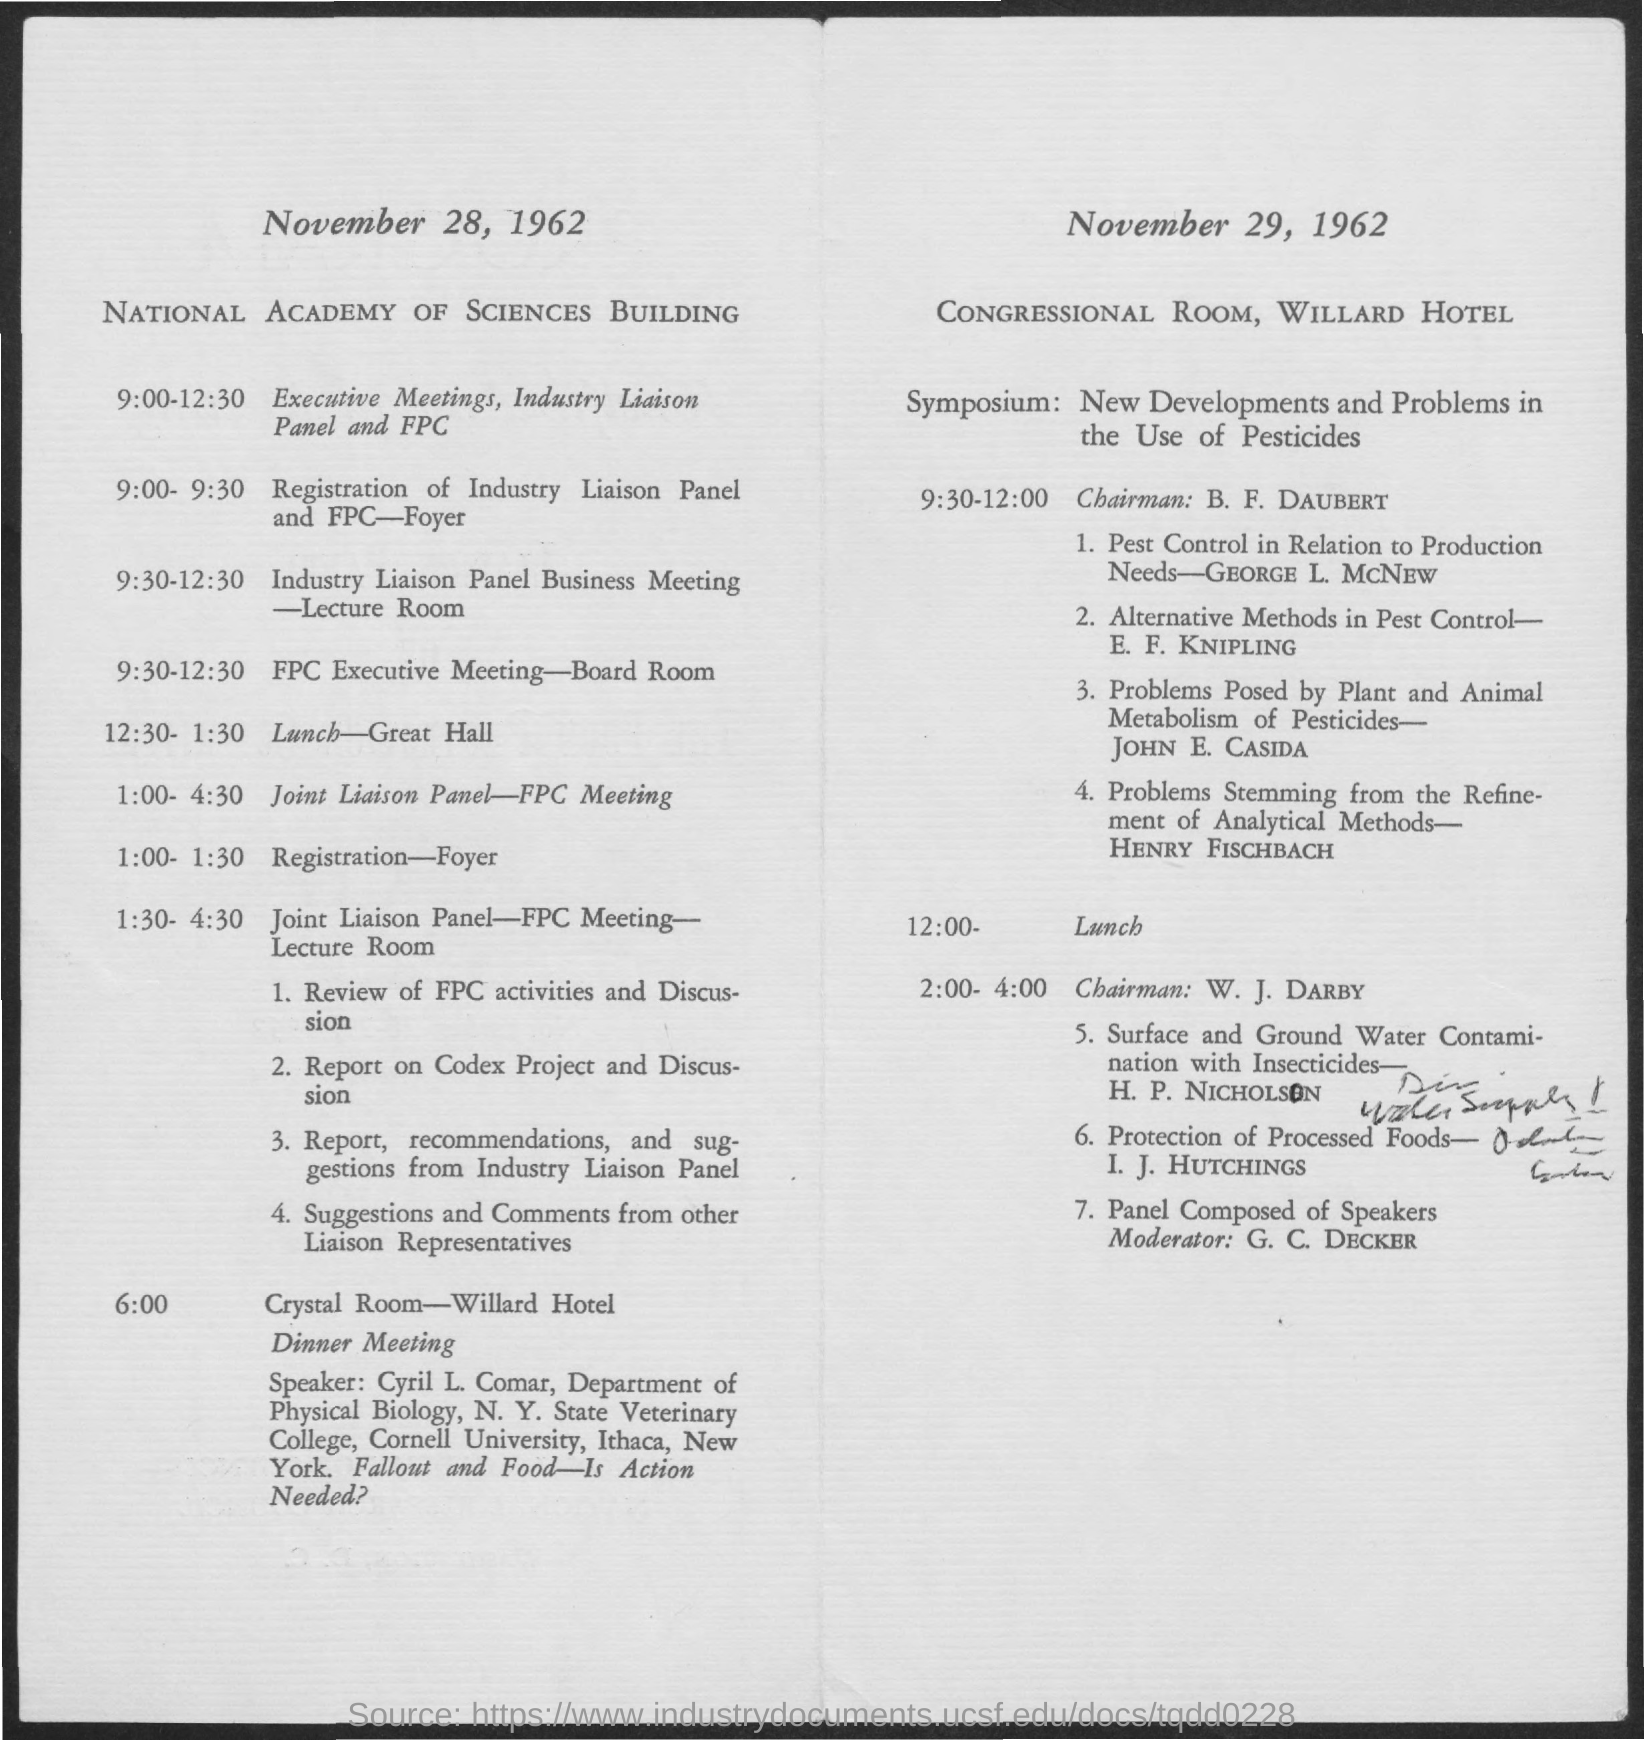 November 28, 1962
NATIONAL ACADEMY OF SCIENCES BUILDING
9:00-12:30 Executive Meetings, Industry Liaison
Panel and FPC
9:00- 9:30 Registration of Industry Liaison Panel
and FPC—Foyer
9:30-12:30 Industry Liaison Panel Business Meeting
—Lecture Room
9:30-12:30 FPC Executive Meeting—Board Room
12:30- 1:30 Lunch—Great Hall
1:00- 4:30 Joint Liaison Panel—FPC Meeting
1:00- 1:30 Registration—Foyer
1:30- 4:30 Joint Liaison Panel—FPC Meeting—
Lecture Room
1. Review of FPC activities and Discus-
sion
2. Report on Codex Project and Discus-
sion
3. Report, recommendations, and sug-
gestions from Industry Liaison Panel
4. Suggestions and Comments from other
Liaison Representatives
6:00 Crystal Room—Willard Hotel
Dinner Meeting
Speaker: Cyril L. Comar, Department of
Physical Biology, N. Y. State Veterinary
College, Cornell University, Ithaca, New
York. Fallout and Food—Is Action
Needed?
November 29, 1962
CONGRESSIONAL ROOM, WILLARD HOTEL
Symposium: New Developments and Problems in
the Use of Pesticides
9:30-12:00 Chairman: B. F. DAUBERT
1. Pest Control in Relation to Production
Needs—GEORGE L. MCNEW
2. Alternative Methods in Pest Control—
E. F. KNIPLING
3. Problems Posed by Plant and Animal
Metabolism of Pesticides—
JOHN E. CASIDA
4. Problems Stemming from the Refine-
ment of Analytical Methods—
HENRY FISCHBACH
12:00- Lunch
2:00- 4:00 Chairman: W. J. DARBY
5. Surface and Ground Water Contami-
nation with Insecticides—
H. P. NICHOLSON
Water Supply
6. Protection of Processed Foods—
I. J. HUTCHINGS
7. Panel Composed of Speakers
Moderator: G. C. DECKER
Source: https://www.industrydocuments.ucsf.edu/docs/tqdd0228